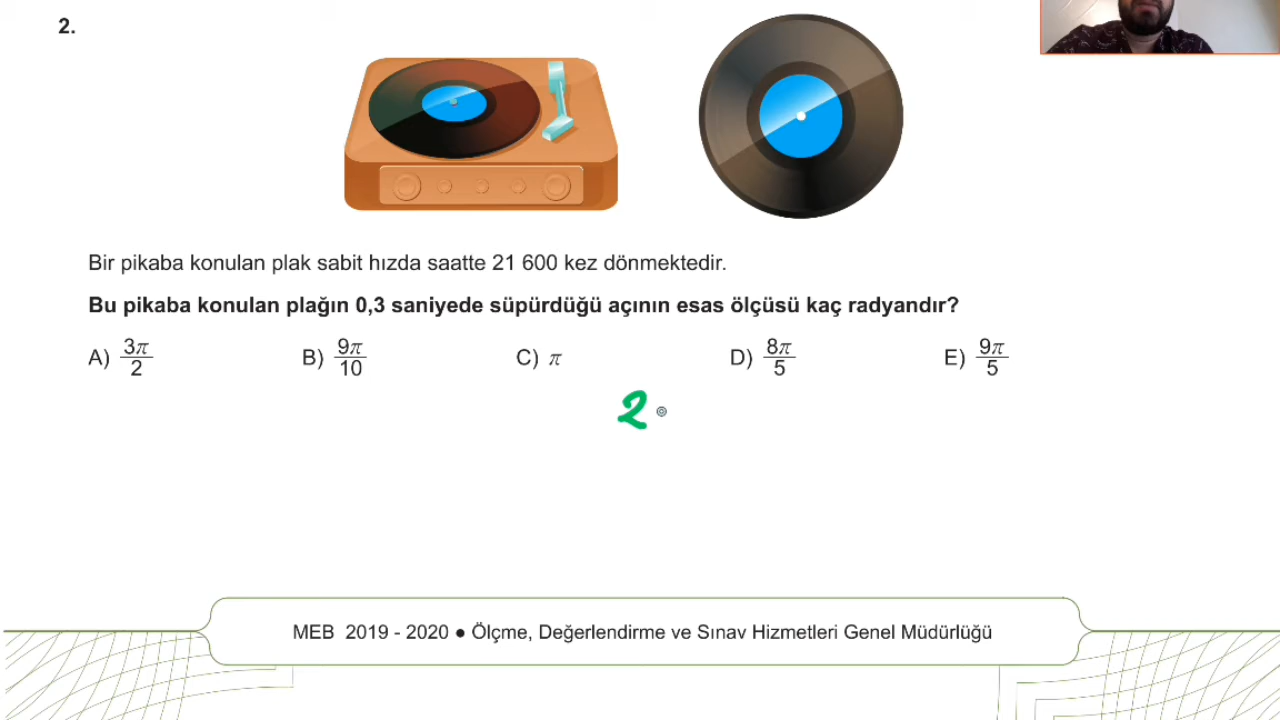 2.
Bir pikaba konulan plak sabit hızda saatte 21 600 kez dönmektedir.
Bu pikaba konulan plağın 0,3 saniyede süpürdüğü açının esas ölçüsü kaç radyandır?
A) 3π/2 B) 9π/10 C) π D) 8π/5 E) 9π/5
2
MEB 2019 - 2020 ● Ölçme, Değerlendirme ve Sınav Hizmetleri Genel Müdürlüğü